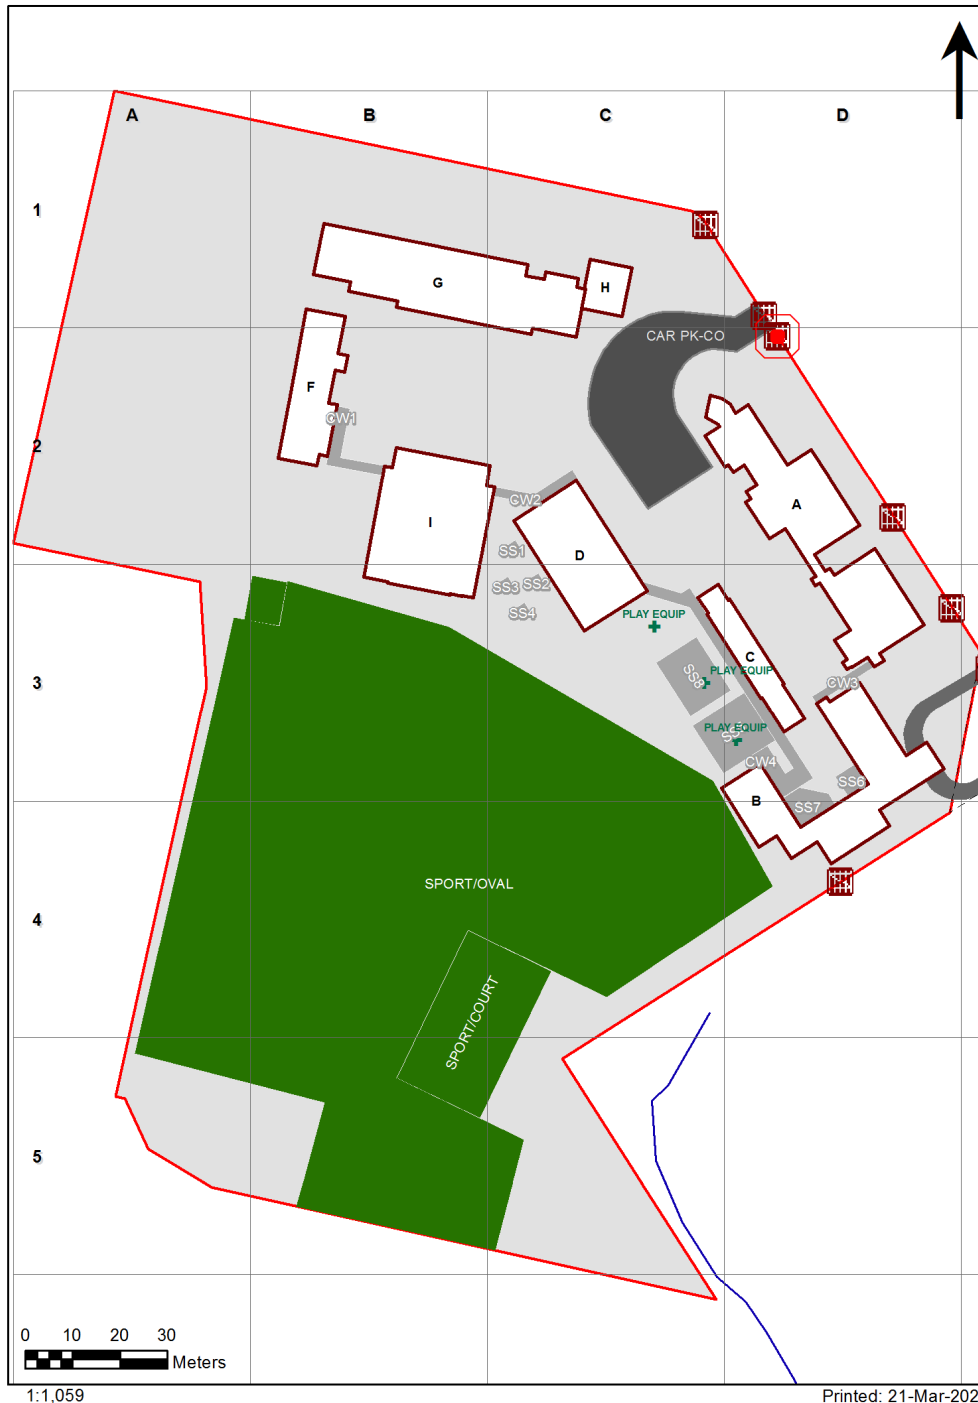 A B C D
1
G
H
CAR PK-CO
F
CW1
2
CW2
A
I
SS1
D
SS3 SS2
SS4
PLAY EQUIP
C
3
SS8
PLAY EQUIP
CW3
PLAY EQUIP
CW4
SS6
B
SS7
SPORT/OVAL
4
SPORT/COURT
5
0 10 20 30
Meters
1:1,059
Printed: 21-Mar-202